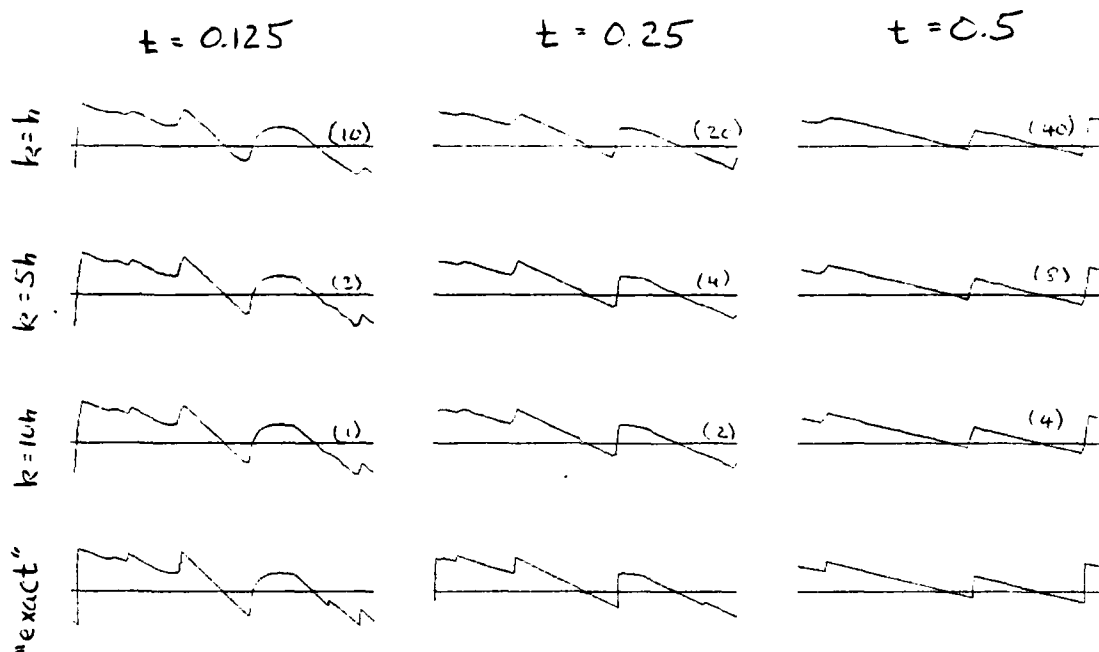 t = 0.125 t = 0.25 t = 0.5
k=h (10) (20) (40)
k=5h (2) (4) (8)
k=10h (1) (2) (4)
"exact"